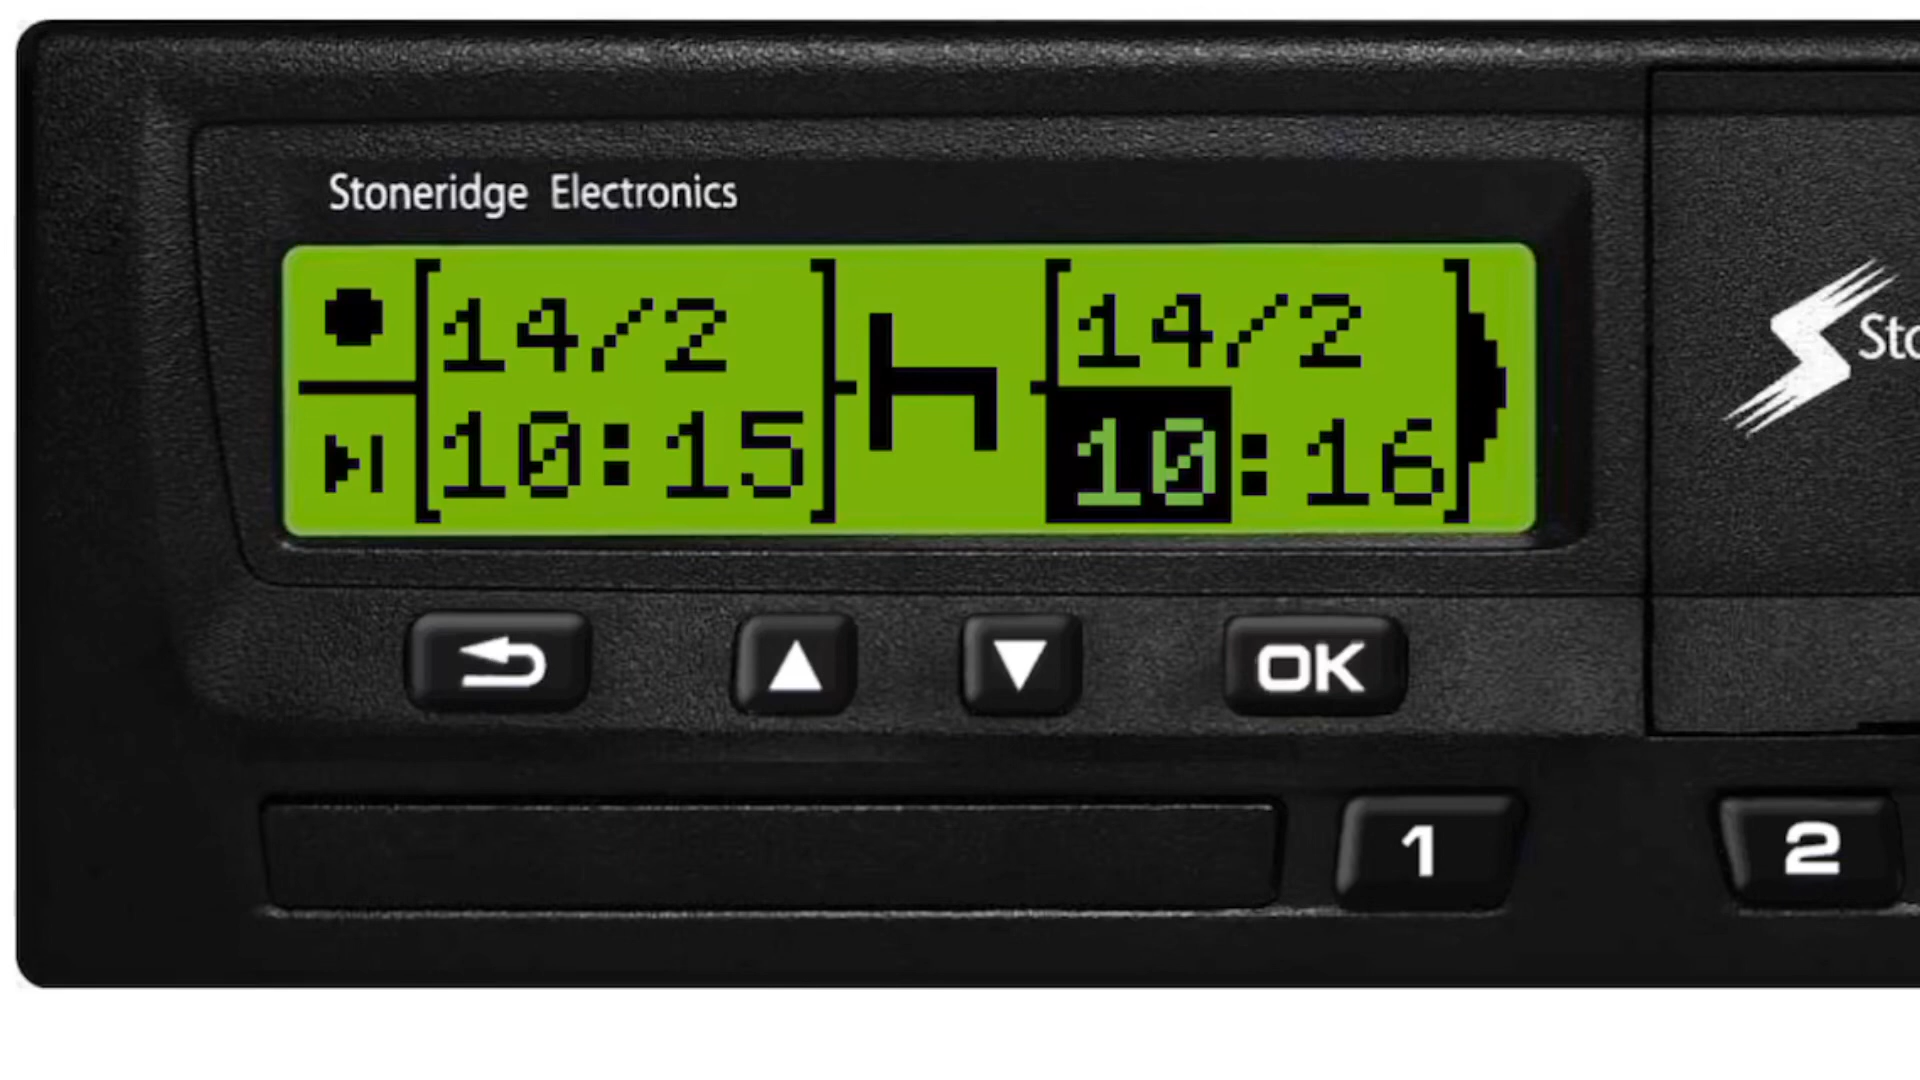 Stoneridge Electronics
14/2 14/2
10:15 10:16
OK
1 2